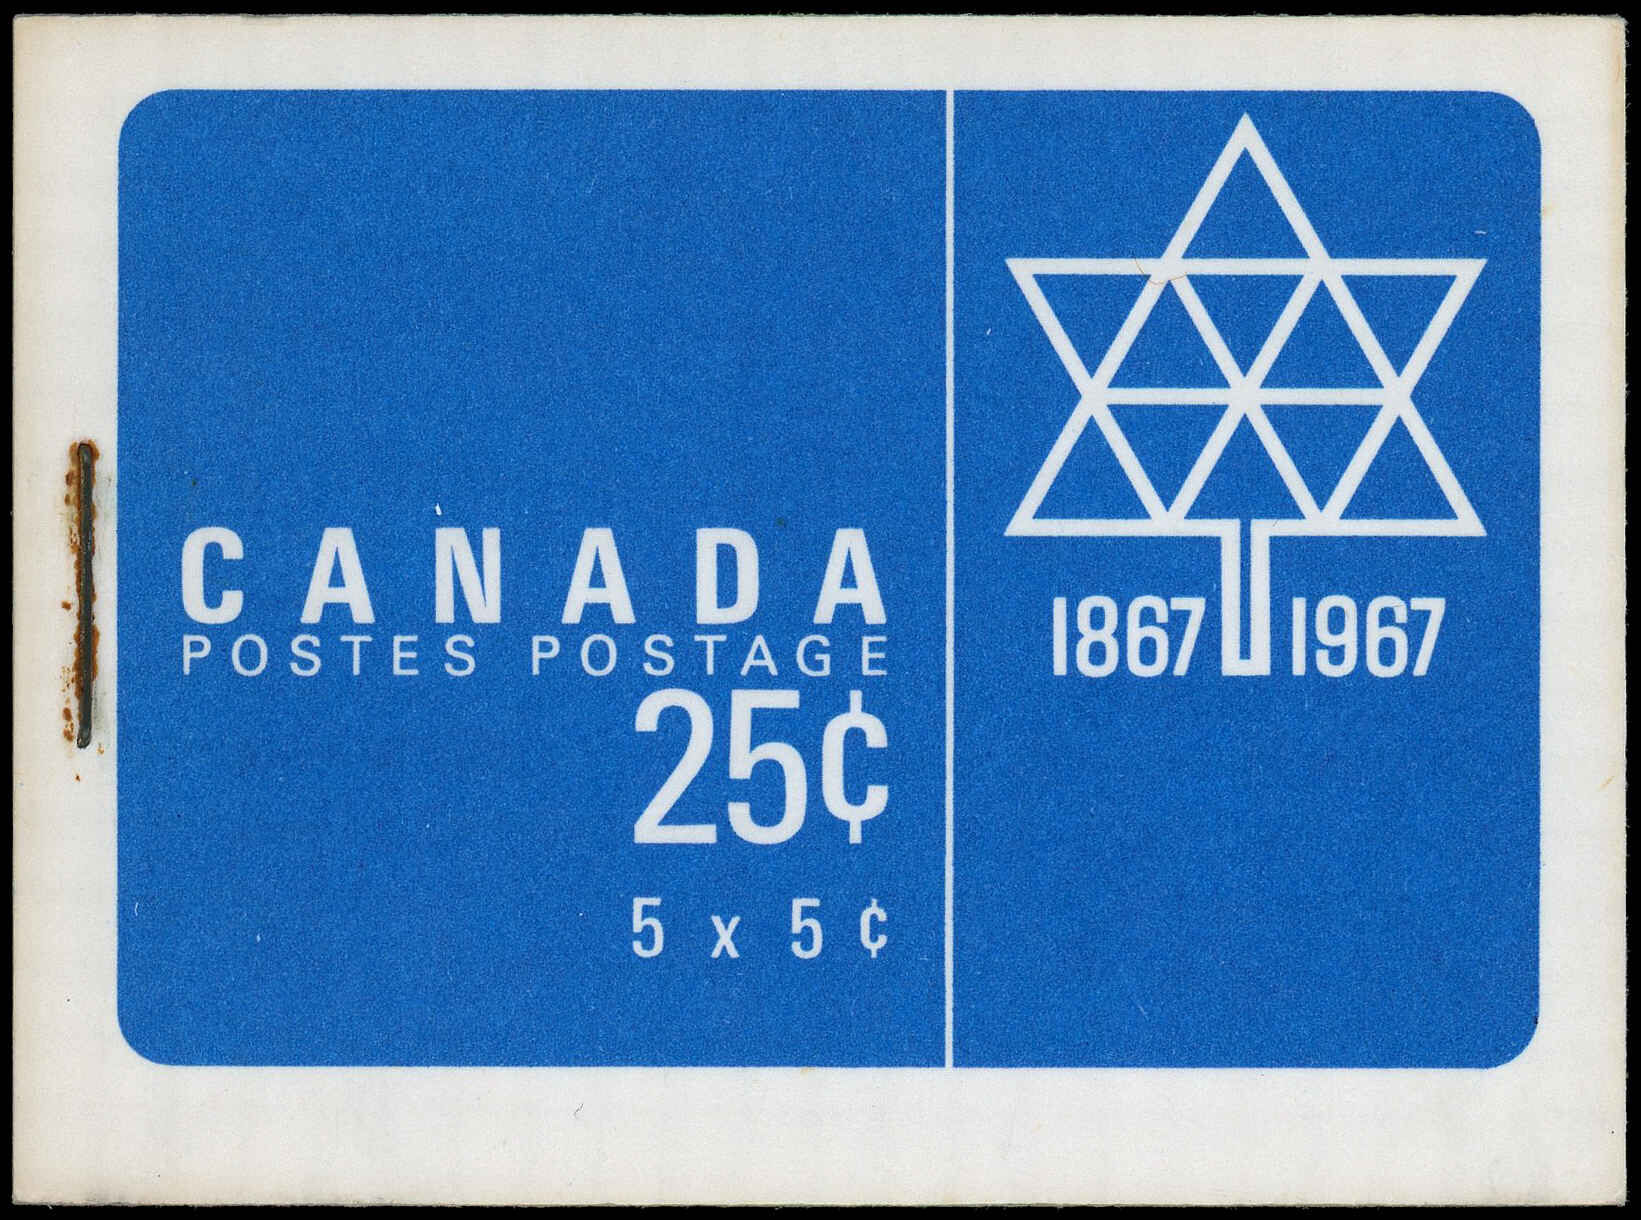 CANADA
POSTES POSTAGE
25¢
5 x 5¢
1867 1967